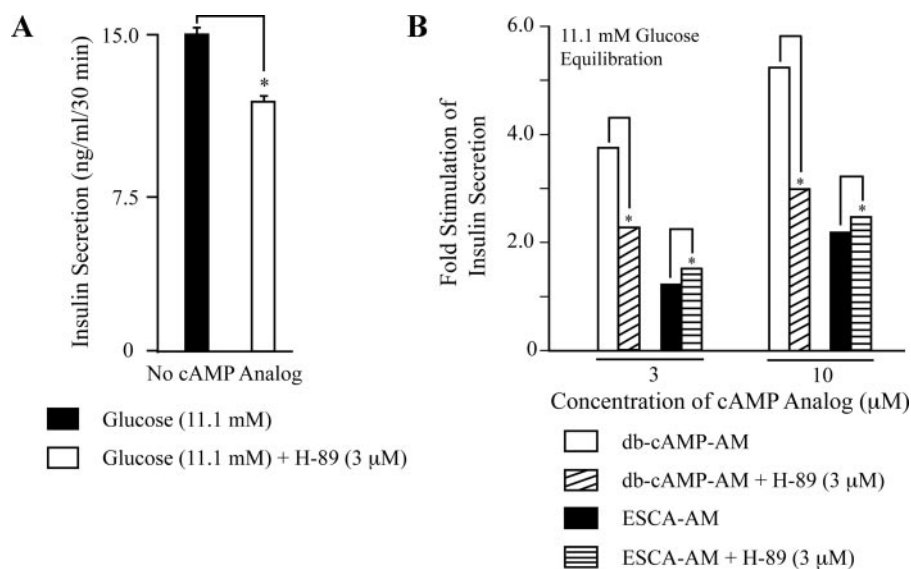 A
Insulin Secretion (ng/ml/30 min)
15.0
7.5
0
*
No cAMP Analog
Glucose (11.1 mM)
Glucose (11.1 mM) + H-89 (3 μM)
B
Fold Stimulation of
Insulin Secretion
6.0
4.0
2.0
0
11.1 mM Glucose
Equilibration
*
*
*
*
3
10
Concentration of cAMP Analog (μM)
db-cAMP-AM
db-cAMP-AM + H-89 (3 μM)
ESCA-AM
ESCA-AM + H-89 (3 μM)